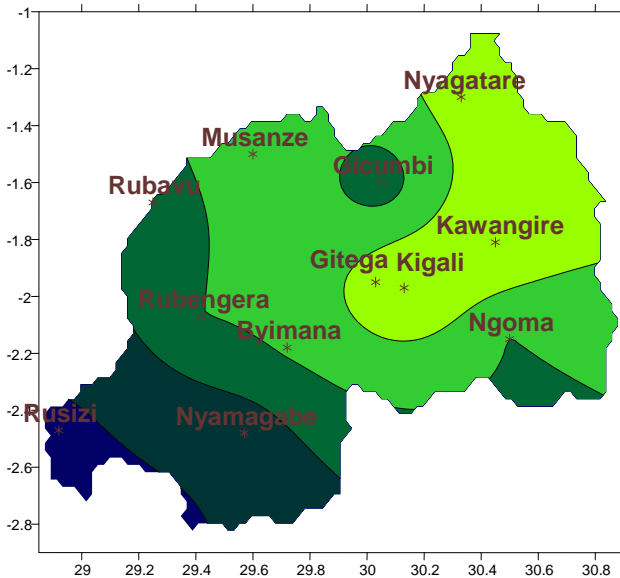 -1
-1.2
Nyagatare
-1.4
Musanze
Gicumbi
-1.6
Rubavu
Kawangire
-1.8
Gitega
Kigali
-2
Rubengera
Ngoma
Byimana
-2.2
-2.4
Rusizi
Nyamagabe
-2.6
-2.8
29 29.2 29.4 29.6 29.8 30 30.2 30.4 30.6 30.8